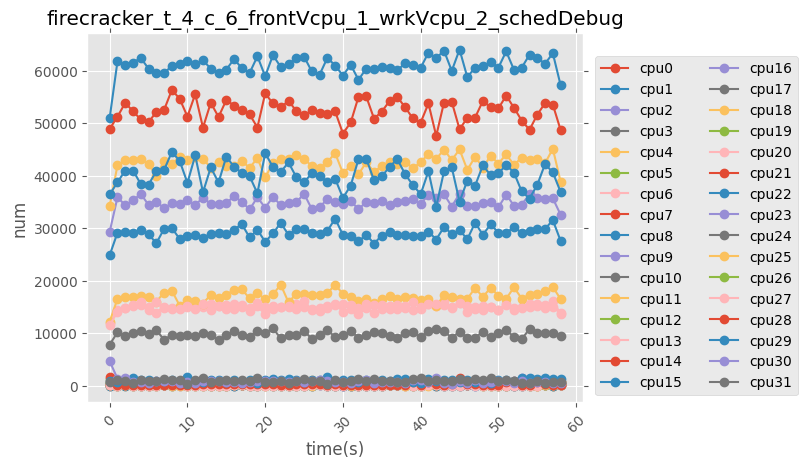 firecracker_t_4_c_6_frontVcpu_1_wrkVcpu_2_schedDebug
num
60000
50000
40000
30000
20000
10000
0
0
10
20
30
40
50
60
time(s)
cpu0
cpu1
cpu2
cpu3
cpu4
cpu5
cpu6
cpu7
cpu8
cpu9
cpu10
cpu11
cpu12
cpu13
cpu14
cpu15
cpu16
cpu17
cpu18
cpu19
cpu20
cpu21
cpu22
cpu23
cpu24
cpu25
cpu26
cpu27
cpu28
cpu29
cpu30
cpu31